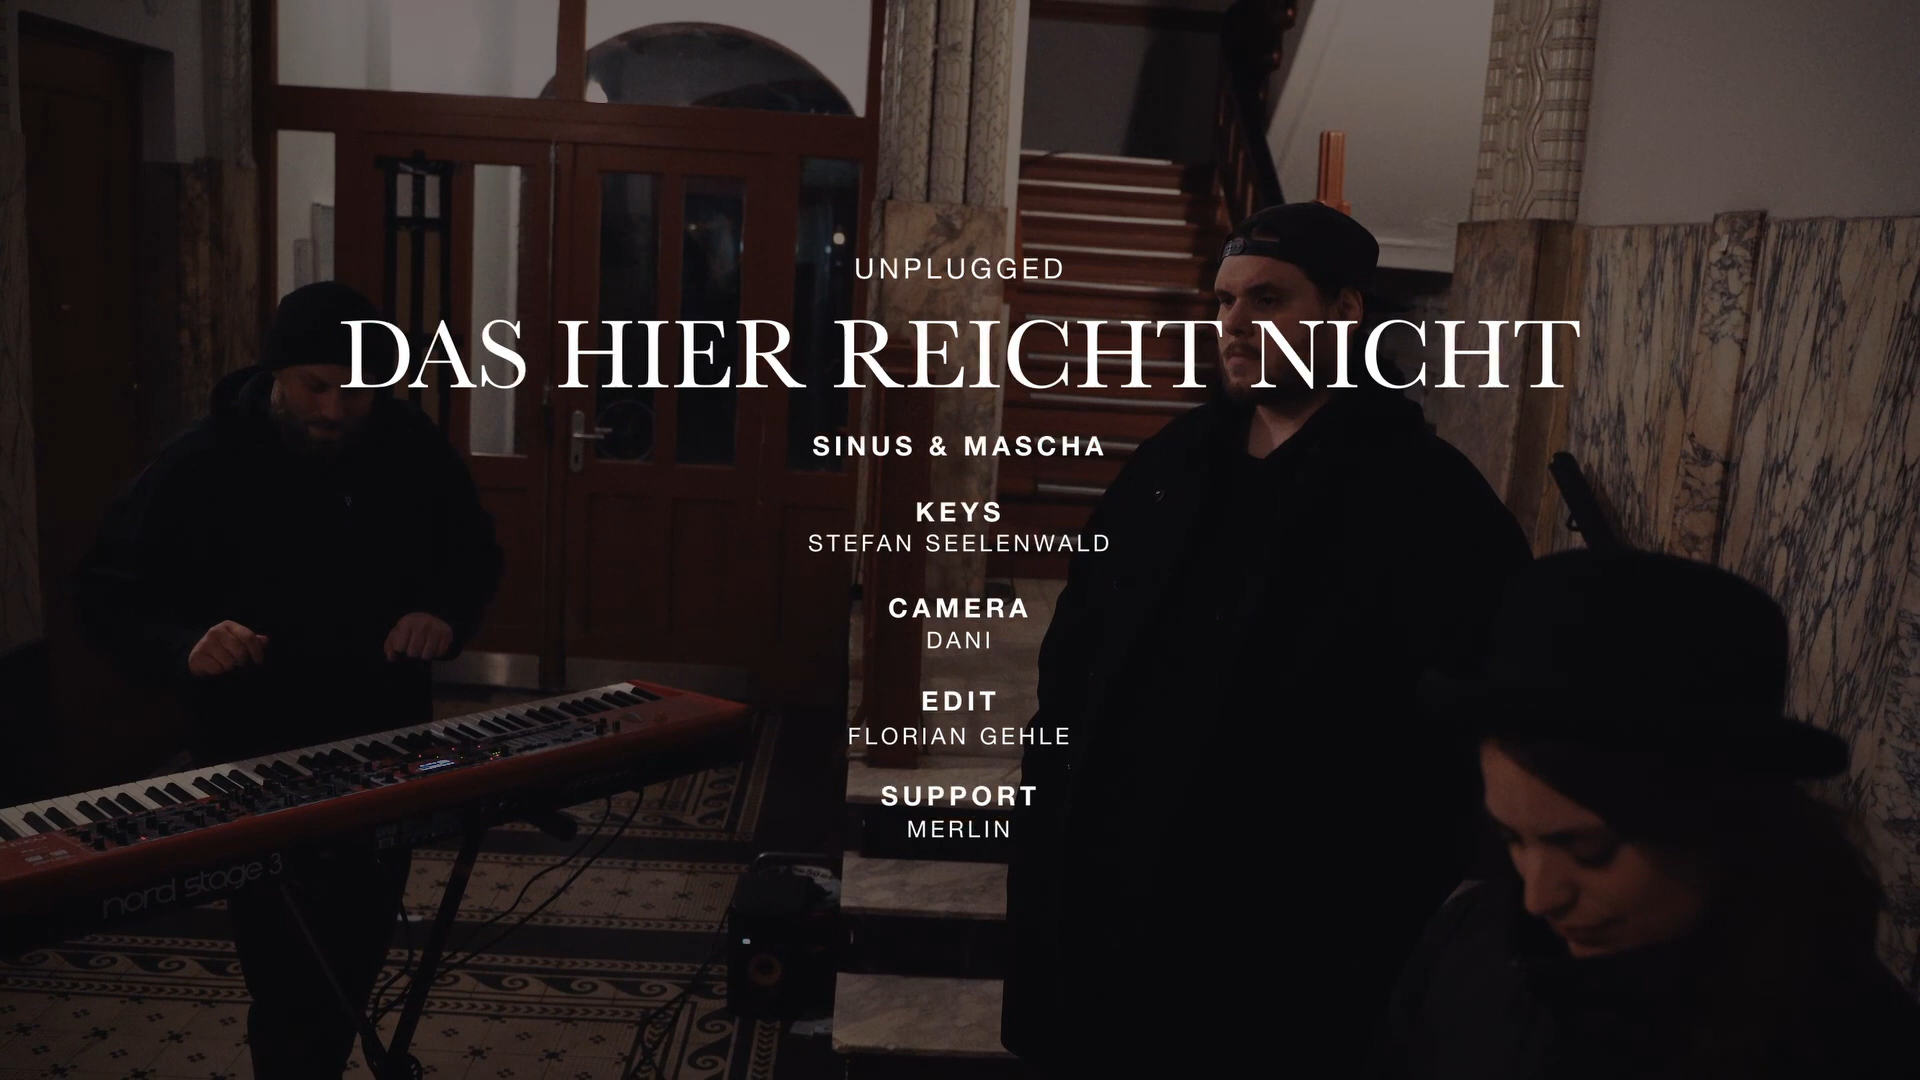 UNPLUGGED
DAS HIER REICHT NICHT
SINUS & MASCHA
KEYS
STEFAN SEELENWALD
CAMERA
DANI
EDIT
FLORIAN GEHLE
SUPPORT
MERLIN
nord stage 3